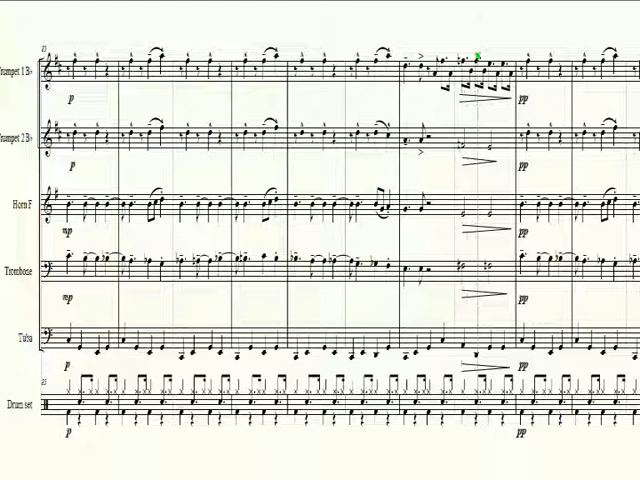 Trumpet 1 B♭
p
pp
Trumpet 2 B♭
p
pp
Horn F
mp
pp
Trombone
mp
pp
Tuba
p
pp
Drum set
p
pp